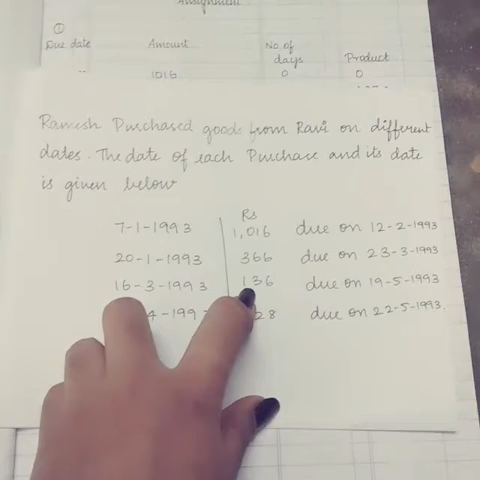 Assignment
①
Due date Amount No. of days Product
1016 0 0
Ramesh Purchased goods from Ravi on different
dates. The date of each Purchase and its date
is given below
Rs
7-1-1993 1,016 due on 12-2-1993
20-1-1993 366 due on 23-3-1993
16-3-1993 136 due on 19-5-1993
due on 22-5-1993.